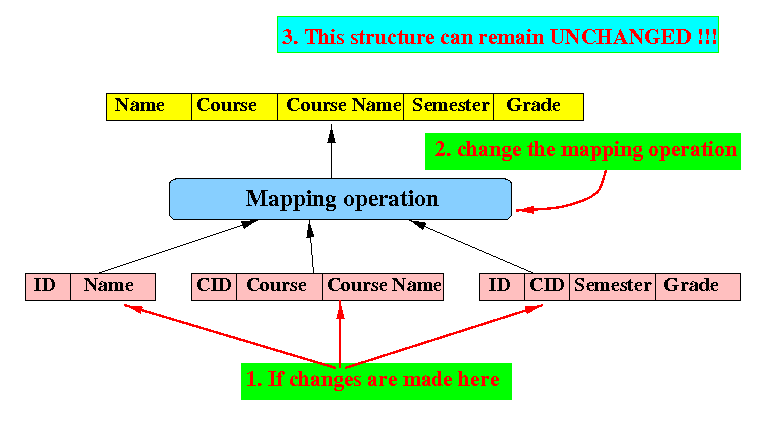 3. This structure can remain UNCHANGED !!!
Name Course Course Name Semester Grade
2. change the mapping operation
Mapping operation
ID Name CID Course Course Name ID CID Semester Grade
1. If changes are made here